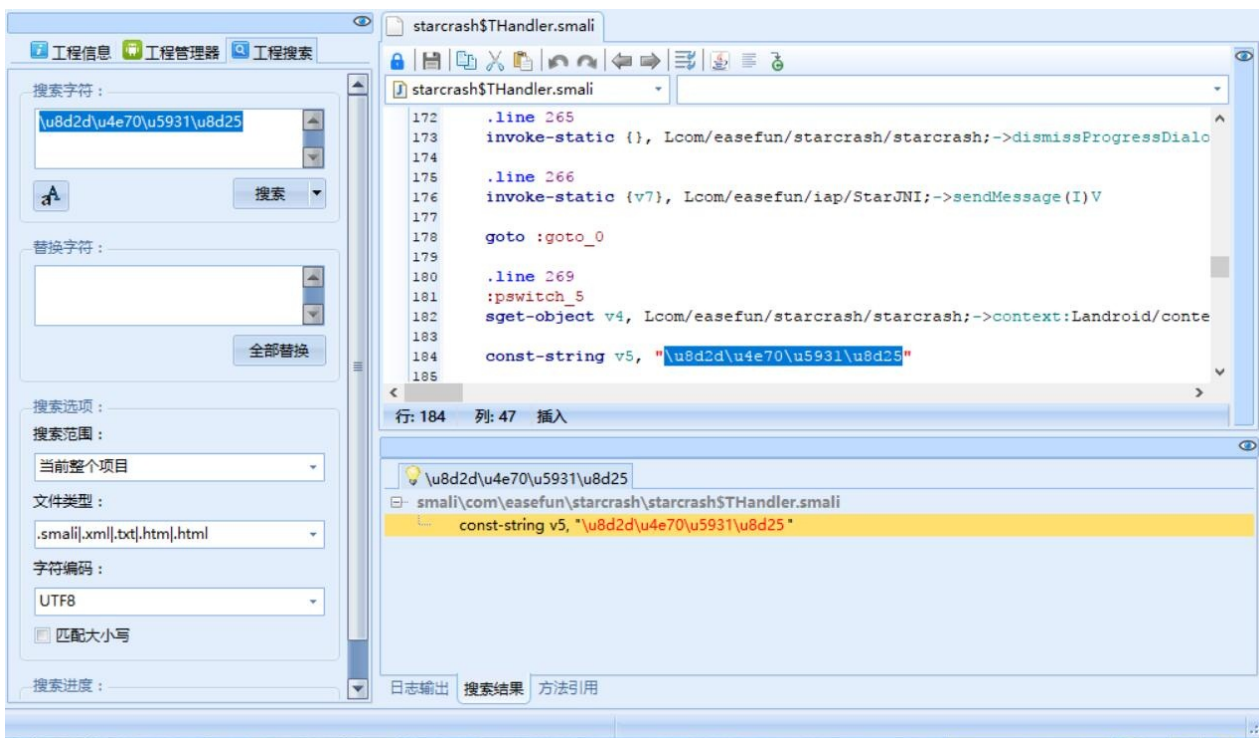 工程信息 工程管理器 工程搜索
搜索字符：
\u8d2d\u4e70\u5931\u8d25
搜索
替换字符：
全部替换
搜索选项：
搜索范围：
当前整个项目
文件类型：
.smali|.xml|.txt|.htm|.html
字符编码：
UTF8
匹配大小写
搜索进度：
starcrash$THandler.smali
starcrash$THandler.smali
172 .line 265
173 invoke-static {}, Lcom/easefun/starcrash/starcrash;->dismissProgressDialo
174
175 .line 266
176 invoke-static {v7}, Lcom/easefun/iap/StarJNI;->sendMessage(I)V
177
178 goto :goto_0
179
180 .line 269
181 :pswitch_5
182 sget-object v4, Lcom/easefun/starcrash/starcrash;->context:Landroid/conte
183
184 const-string v5, "\u8d2d\u4e70\u5931\u8d25"
185
行: 184 列: 47 插入
\u8d2d\u4e70\u5931\u8d25
smali\com\easefun\starcrash\starcrash$THandler.smali
const-string v5, "\u8d2d\u4e70\u5931\u8d25"
日志输出 搜索结果 方法引用